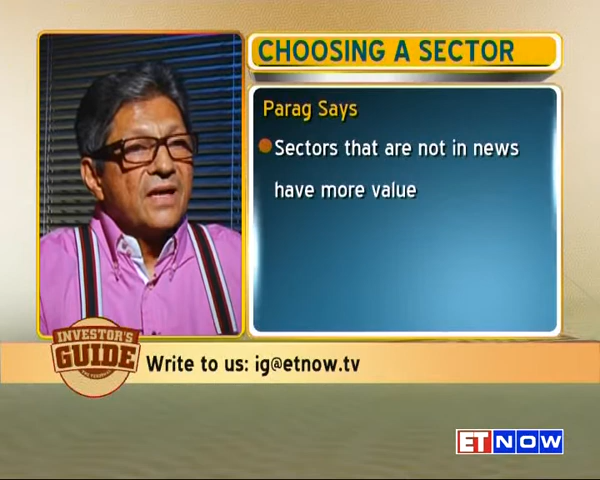 CHOOSING A SECTOR
Parag Says
Sectors that are not in news
have more value
INVESTOR'S
GUIDE
Write to us: ig@etnow.tv
ET NOW